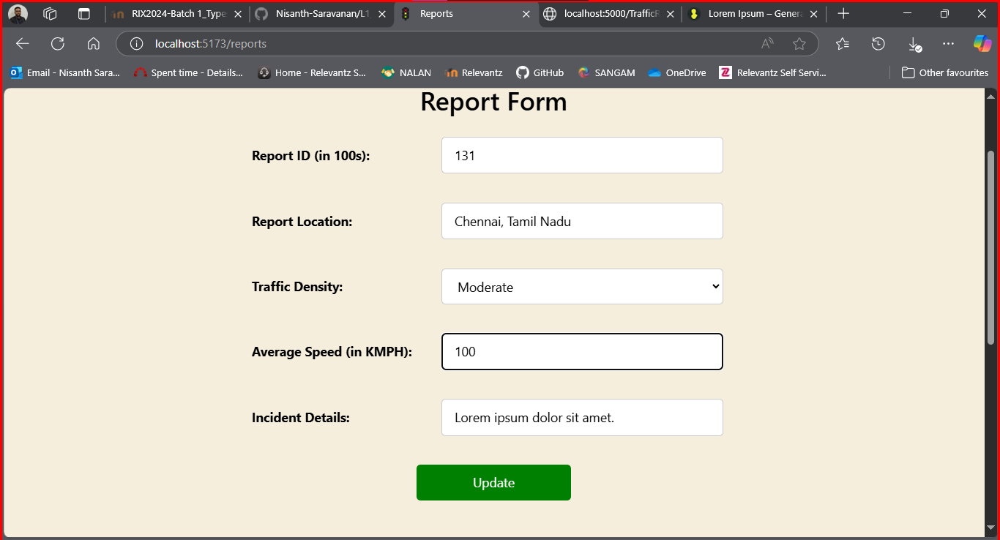 RIX2024-Batch 1_Type
Nisanth-Saravanan/L1
Reports
localhost:5000/TrafficR
Lorem Ipsum – Genera
localhost:5173/reports
Email - Nisanth Sara...
Spent time - Details...
Home - Relevantz S...
NALAN
Relevantz
GitHub
SANGAM
OneDrive
Relevantz Self Servi...
Other favourites
Report Form
Report ID (in 100s):
131
Report Location:
Chennai, Tamil Nadu
Traffic Density:
Moderate
Average Speed (in KMPH):
100
Incident Details:
Lorem ipsum dolor sit amet.
Update